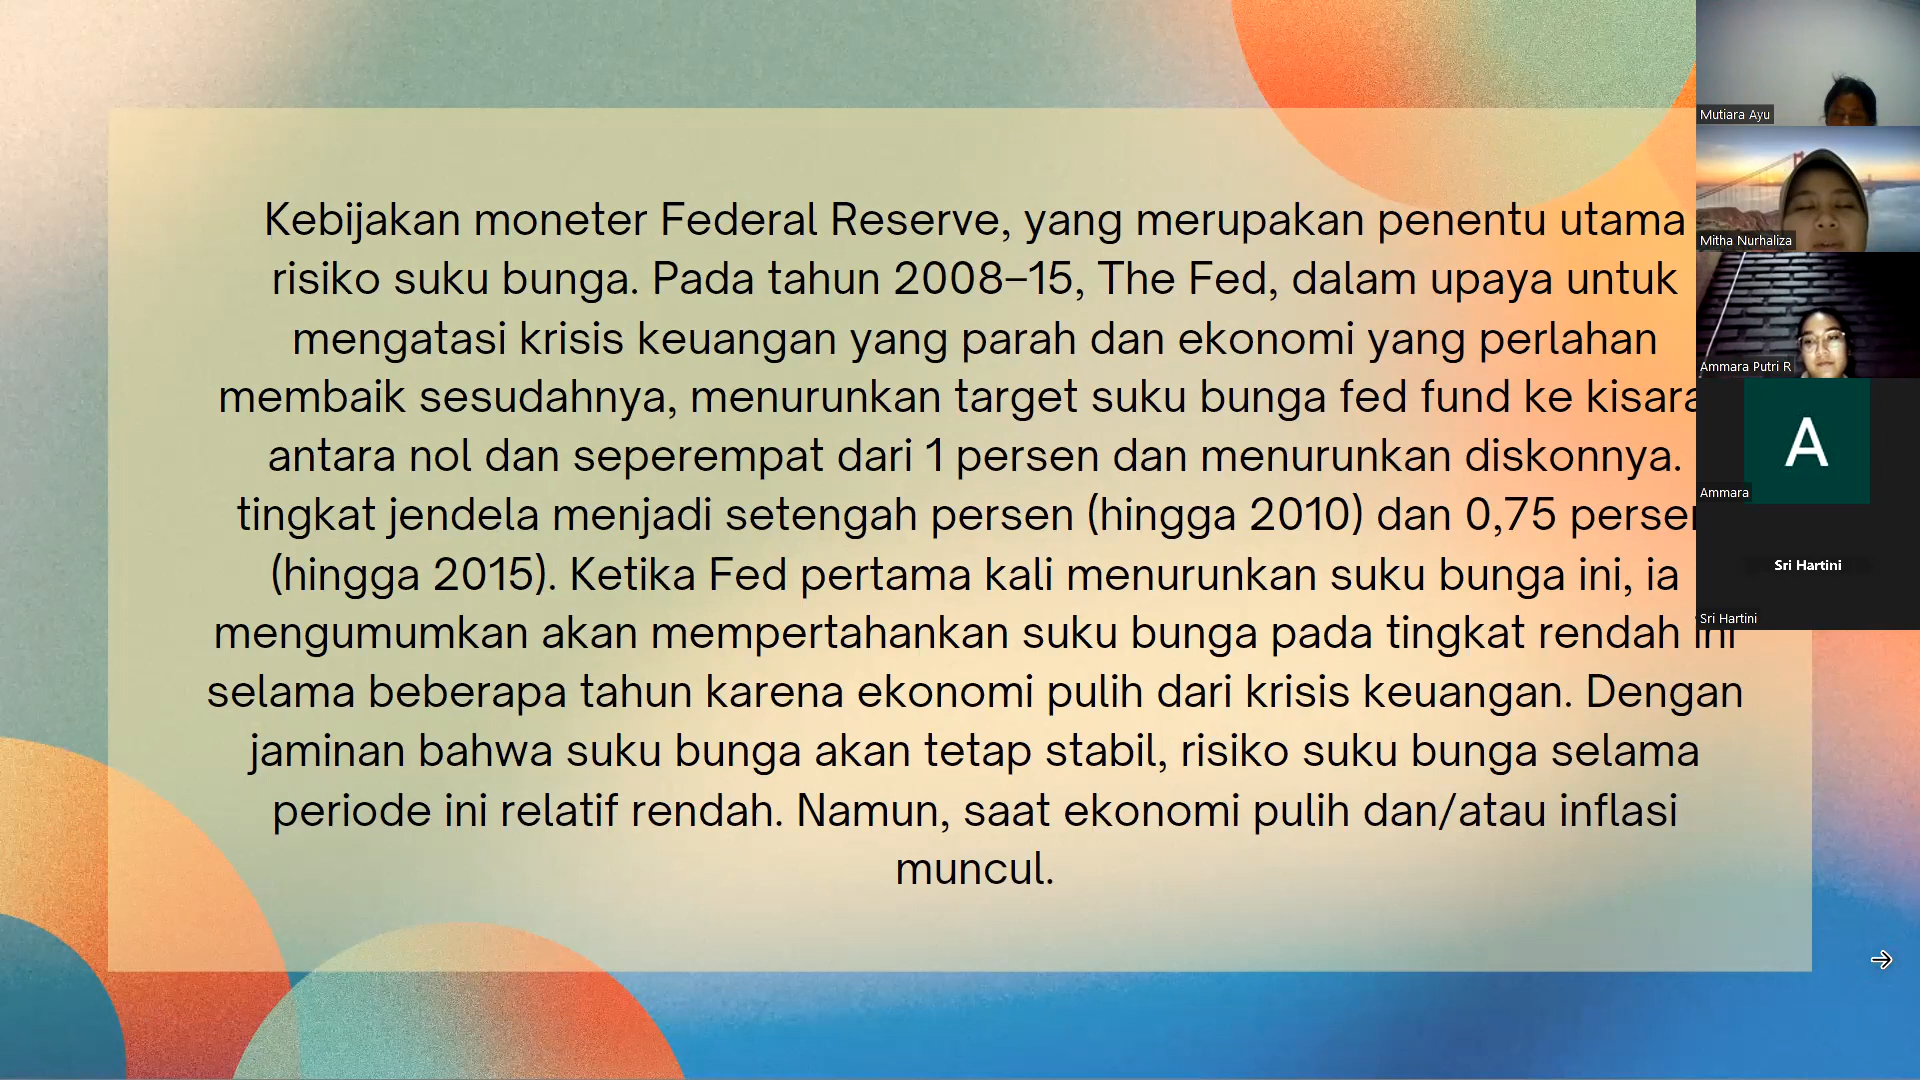 Kebijakan moneter Federal Reserve, yang merupakan penentu utama
risiko suku bunga. Pada tahun 2008–15, The Fed, dalam upaya untuk
mengatasi krisis keuangan yang parah dan ekonomi yang perlahan
membaik sesudahnya, menurunkan target suku bunga fed fund ke kisara
antara nol dan seperempat dari 1 persen dan menurunkan diskonnya.
tingkat jendela menjadi setengah persen (hingga 2010) dan 0,75 persen
(hingga 2015). Ketika Fed pertama kali menurunkan suku bunga ini, ia
mengumumkan akan mempertahankan suku bunga pada tingkat rendah ini
selama beberapa tahun karena ekonomi pulih dari krisis keuangan. Dengan
jaminan bahwa suku bunga akan tetap stabil, risiko suku bunga selama
periode ini relatif rendah. Namun, saat ekonomi pulih dan/atau inflasi
muncul.
Mutiara Ayu
Mitha Nurhaliza
Ammara Putri R
A
Ammara
Sri Hartini
Sri Hartini